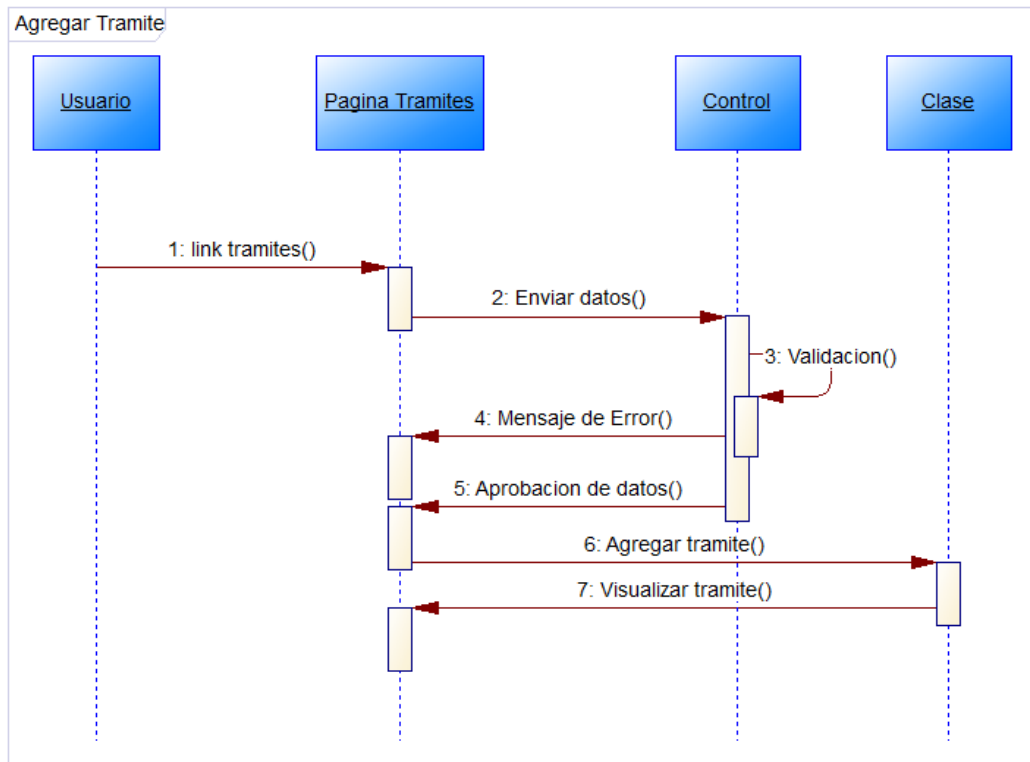 Agregar Tramite
Usuario
Pagina Tramites
Control
Clase
1: link tramites()
2: Enviar datos()
3: Validacion()
4: Mensaje de Error()
5: Aprobacion de datos()
6: Agregar tramite()
7: Visualizar tramite()